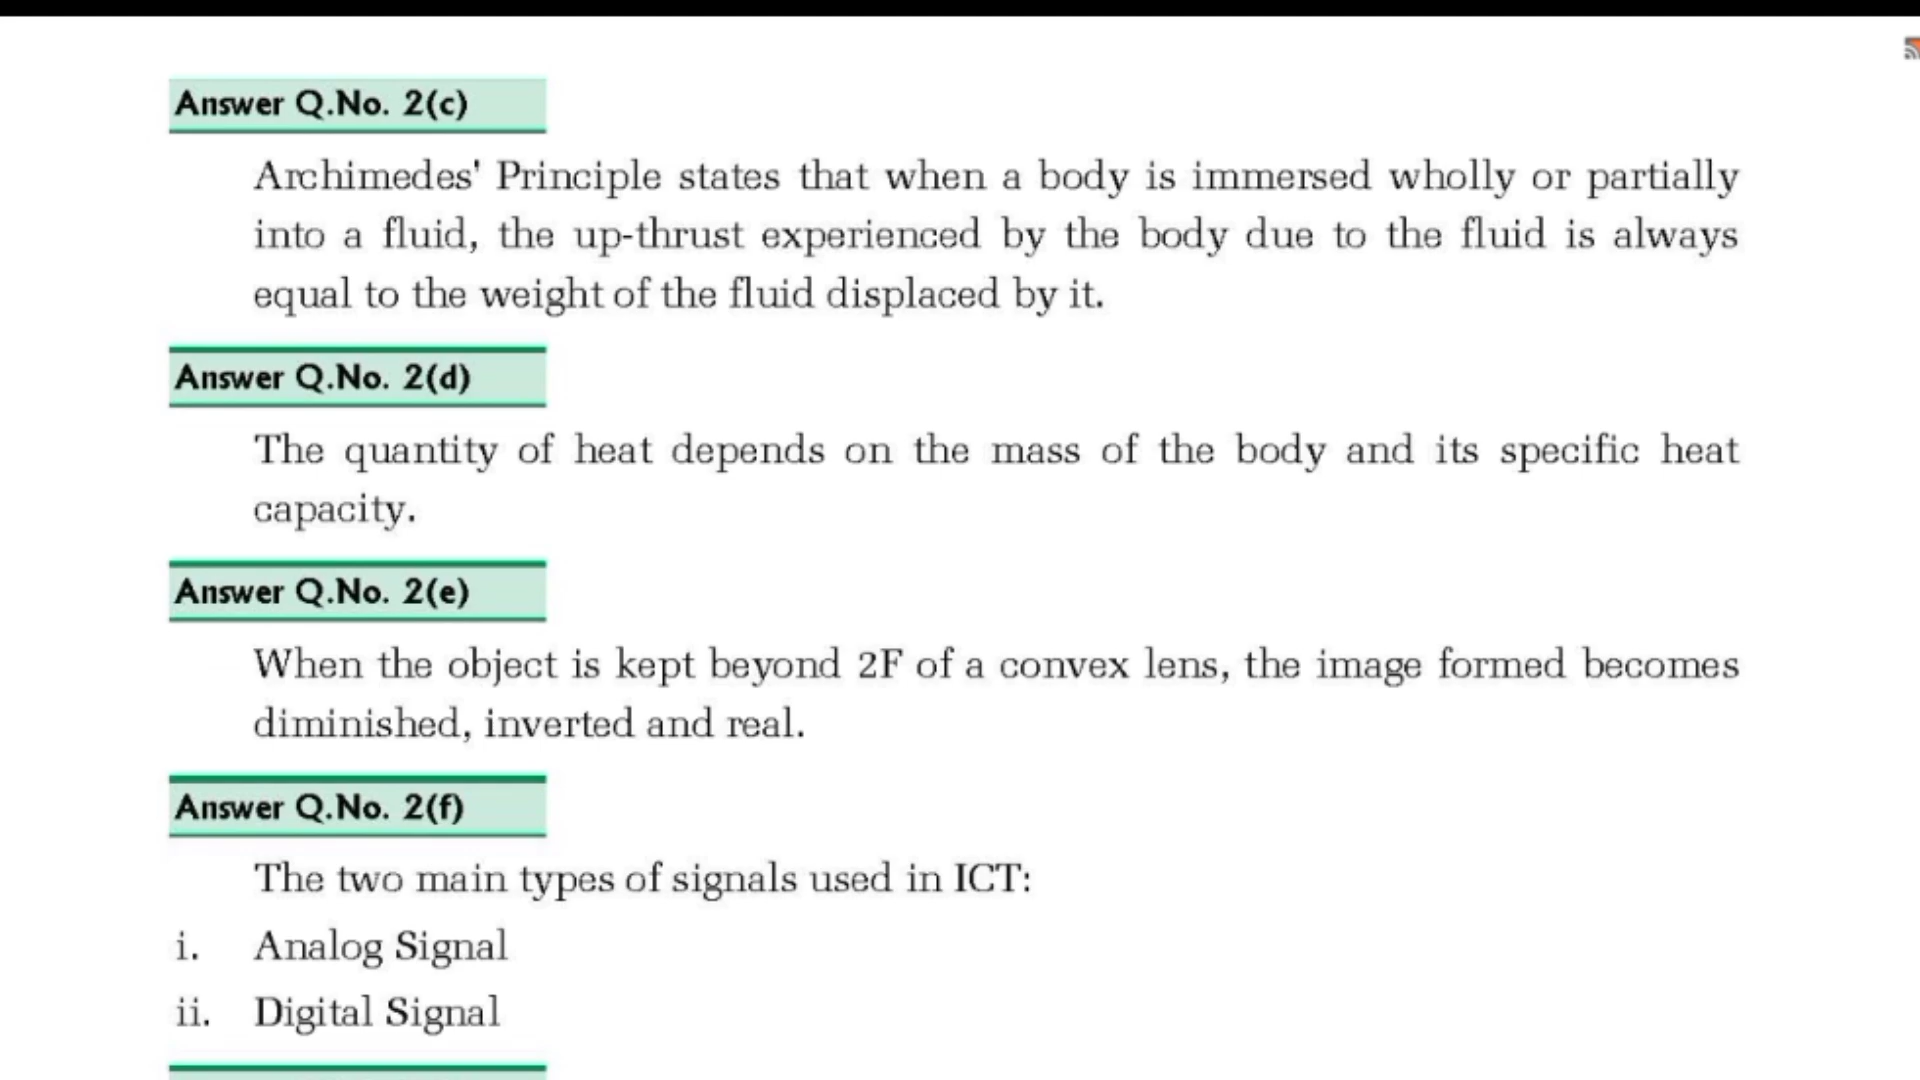 Answer Q.No. 2(c)
Archimedes' Principle states that when a body is immersed wholly or partially
into a fluid, the up-thrust experienced by the body due to the fluid is always
equal to the weight of the fluid displaced by it.
Answer Q.No. 2(d)
The quantity of heat depends on the mass of the body and its specific heat
capacity.
Answer Q.No. 2(e)
When the object is kept beyond 2F of a convex lens, the image formed becomes
diminished, inverted and real.
Answer Q.No. 2(f)
The two main types of signals used in ICT:
i. Analog Signal
ii. Digital Signal